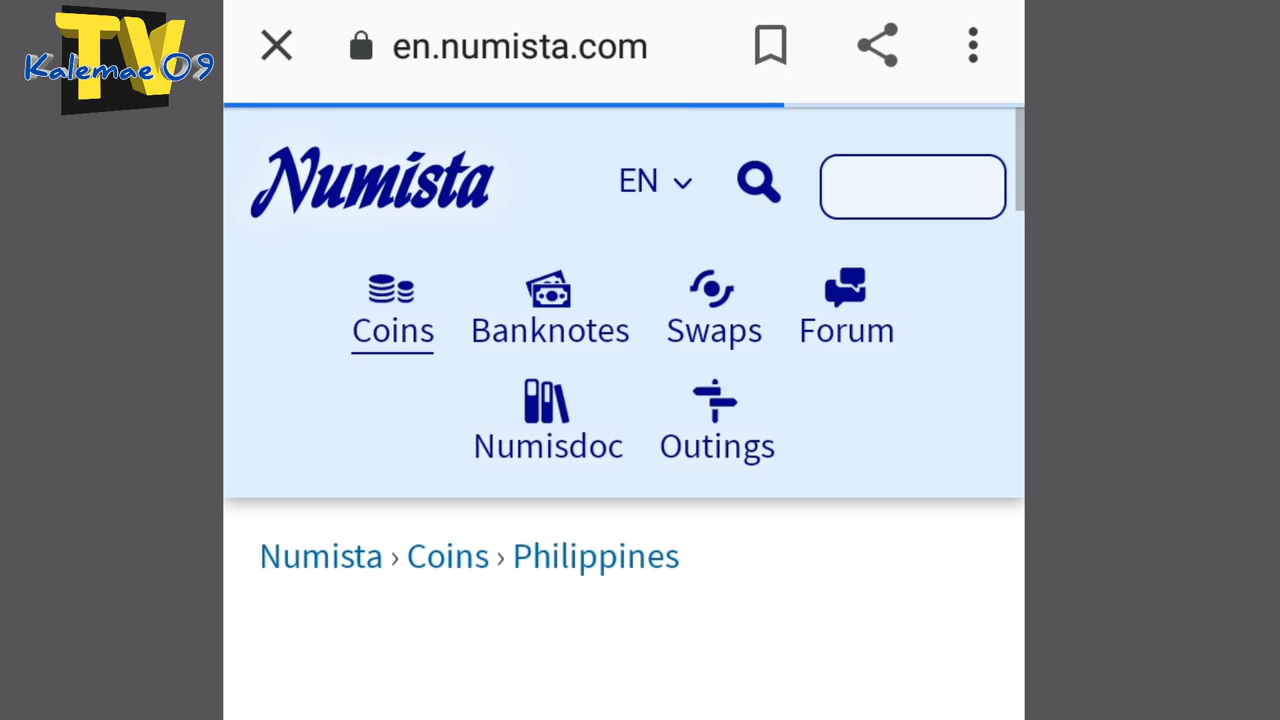 TV
Kalemae 09
en.numista.com
Numista
EN
Coins
Banknotes
Swaps
Forum
Numisdoc
Outings
Numista › Coins › Philippines